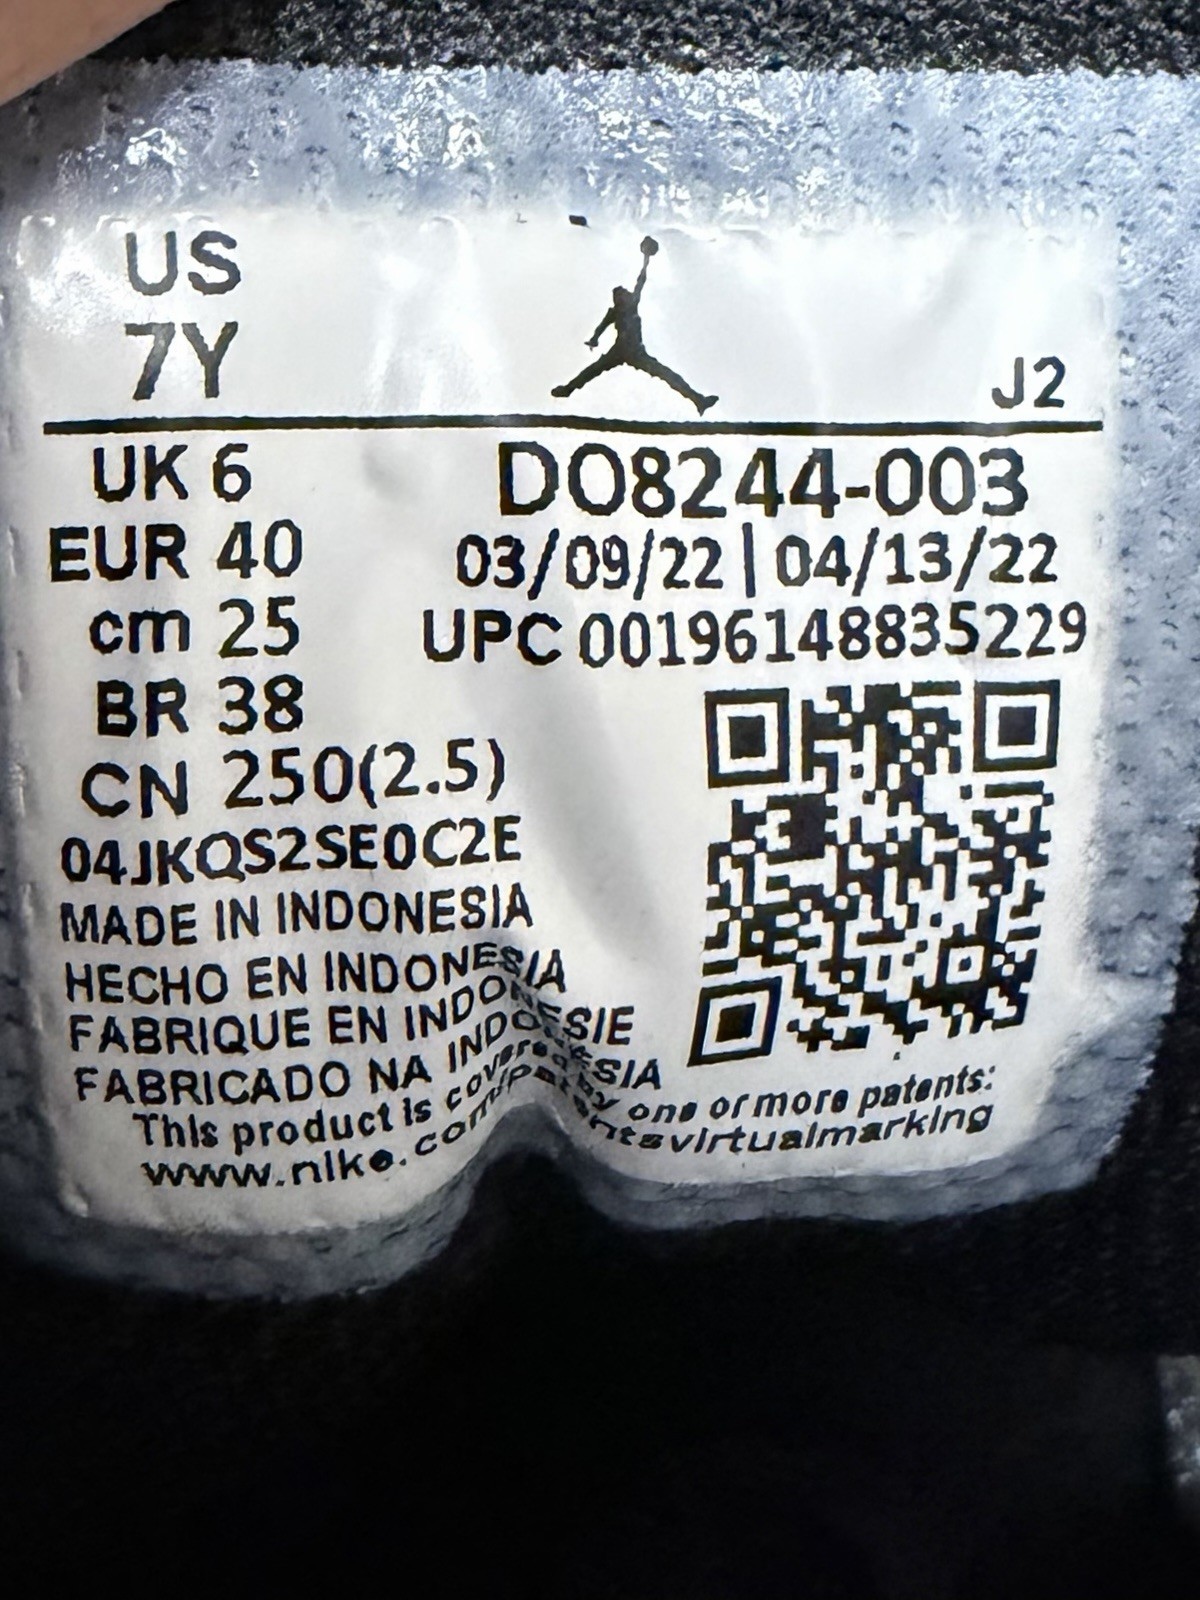 US
7Y
J2
UK 6
EUR 40
cm 25
BR 38
CN 250(2.5)
DO8244-003
03/09/22 | 04/13/22
UPC 00196148835229
04JKQS2SE0C2E
MADE IN INDONESIA
HECHO EN INDONESIA
FABRIQUE EN INDONESIE
FABRICADO NA INDONESIA
This product is covered by one or more patents:
www.nike.com/patentsvirtualmarking